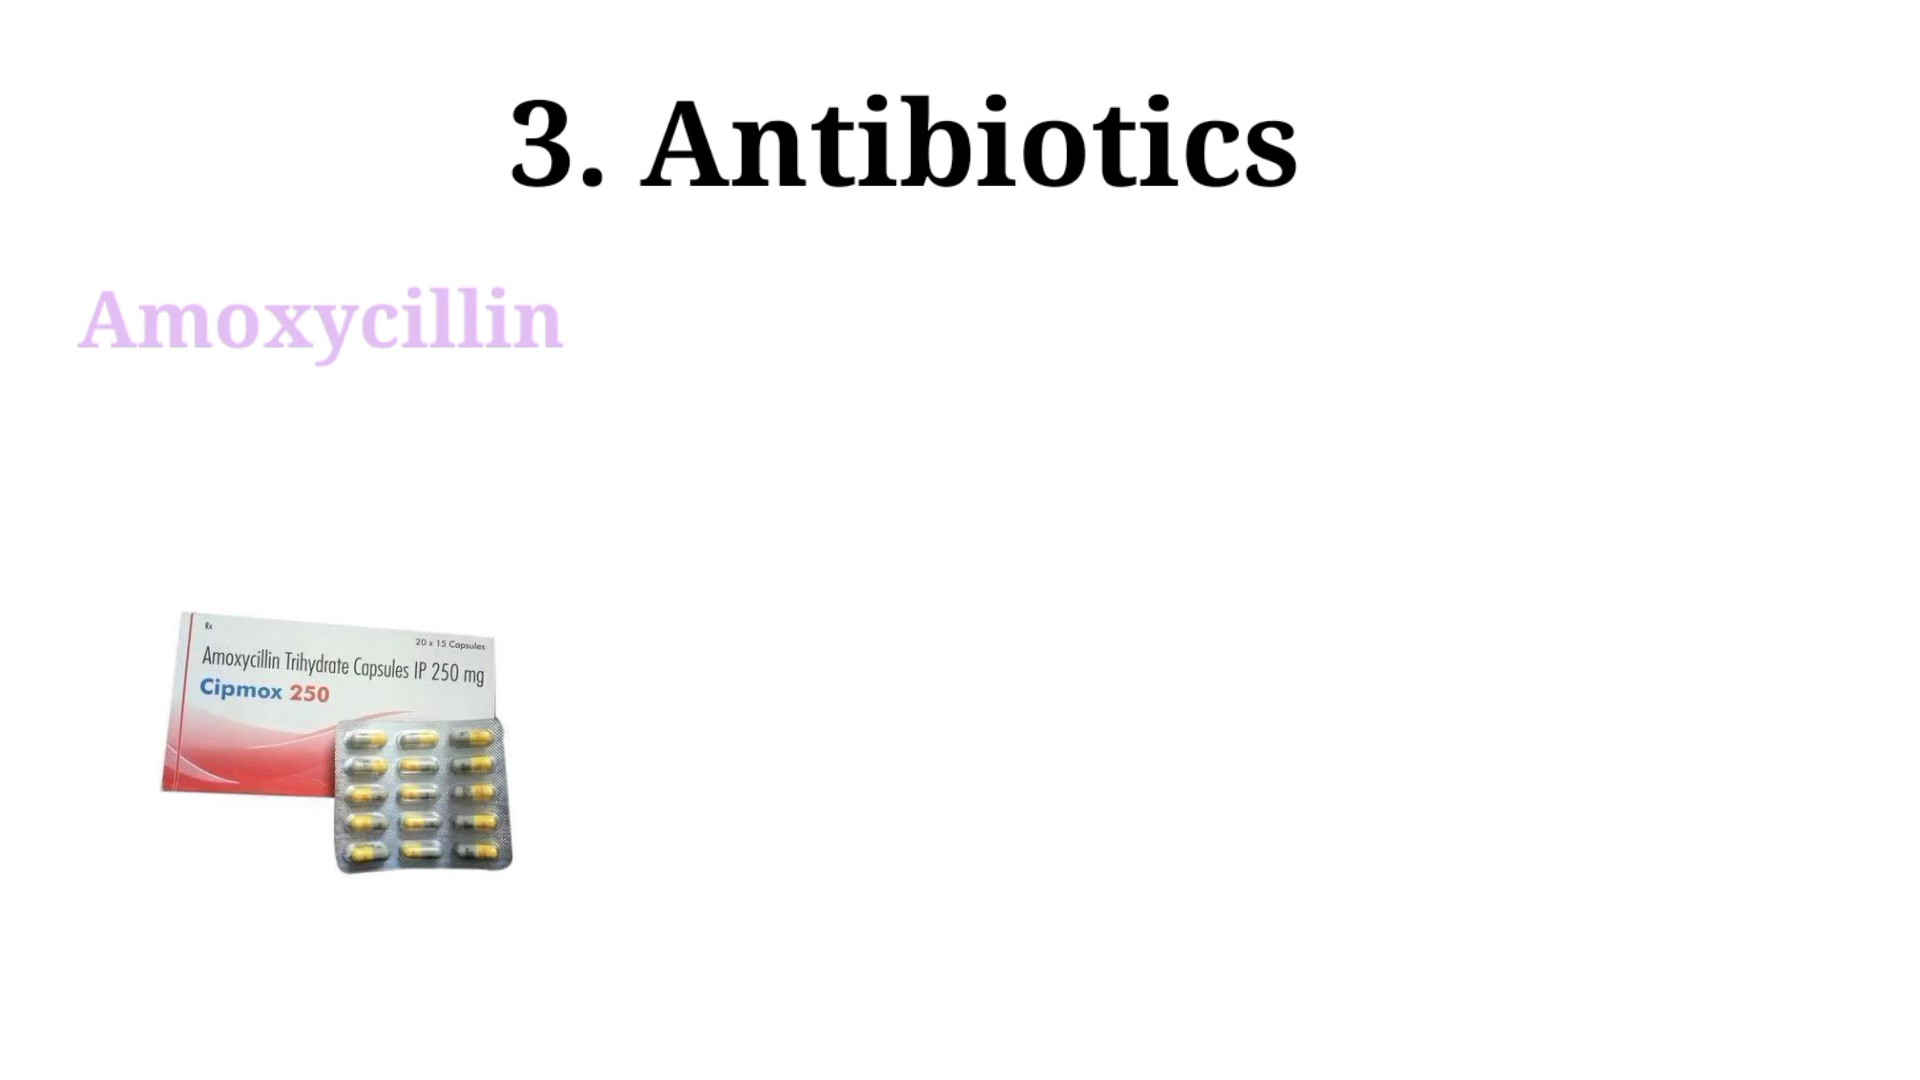 3. Antibiotics
Amoxycillin
Rx
20 x 15 Capsules
Amoxycillin Trihydrate Capsules IP 250 mg
Cipmox 250